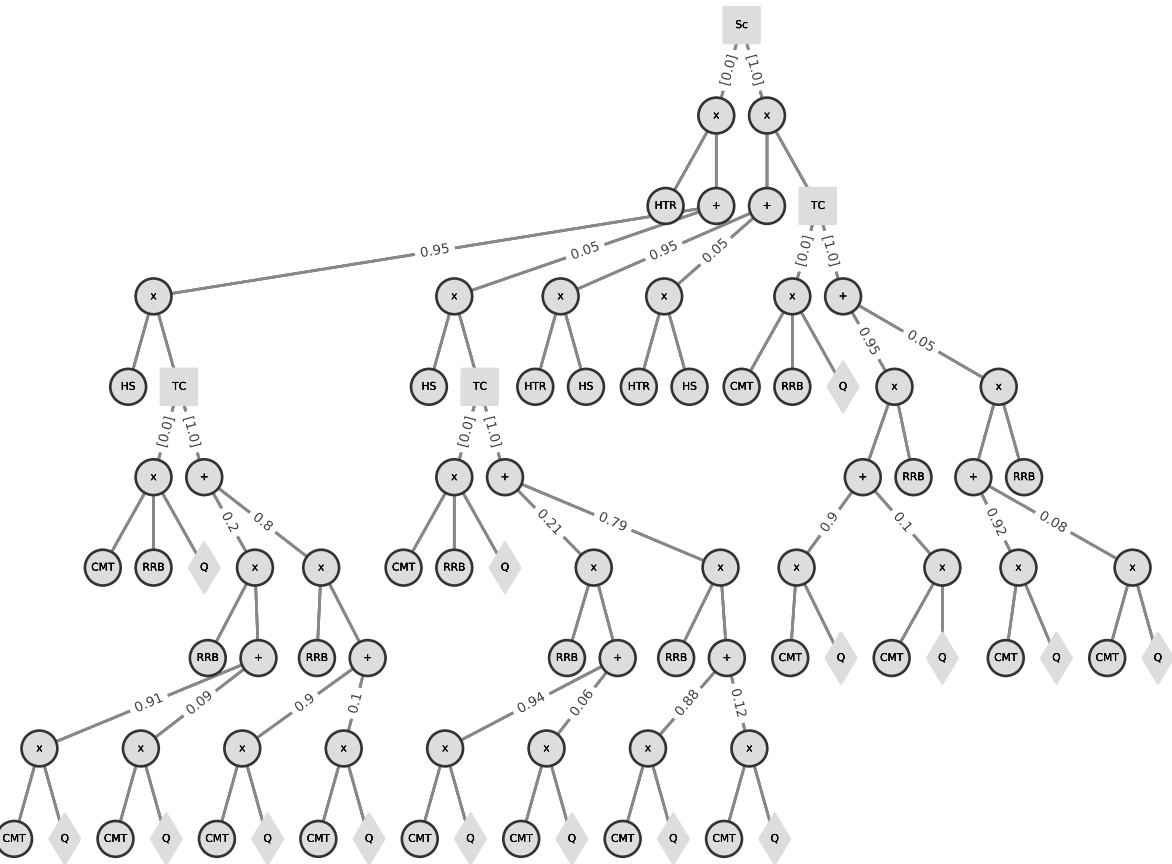 Sc
[0.0] [1.0]
x x
HTR + + TC
0.95 0.05 0.95 0.05 [0.0] [1.0]
x x x x x +
0.95 0.05
HS TC HS TC HTR HS HTR HS CMT RRB Q x x
[0.0] [1.0] [0.0] [1.0]
x + x + + RRB + RRB
0.2 0.8 0.21 0.79 0.9 0.1 0.92 0.08
CMT RRB Q x x CMT RRB Q x x x x x x
RRB + RRB + RRB + RRB + CMT Q CMT Q CMT Q CMT Q
0.91 0.09 0.9 0.1 0.94 0.06 0.88 0.12
x x x x x x x x
CMT Q CMT Q CMT Q CMT Q CMT Q CMT Q CMT Q CMT Q